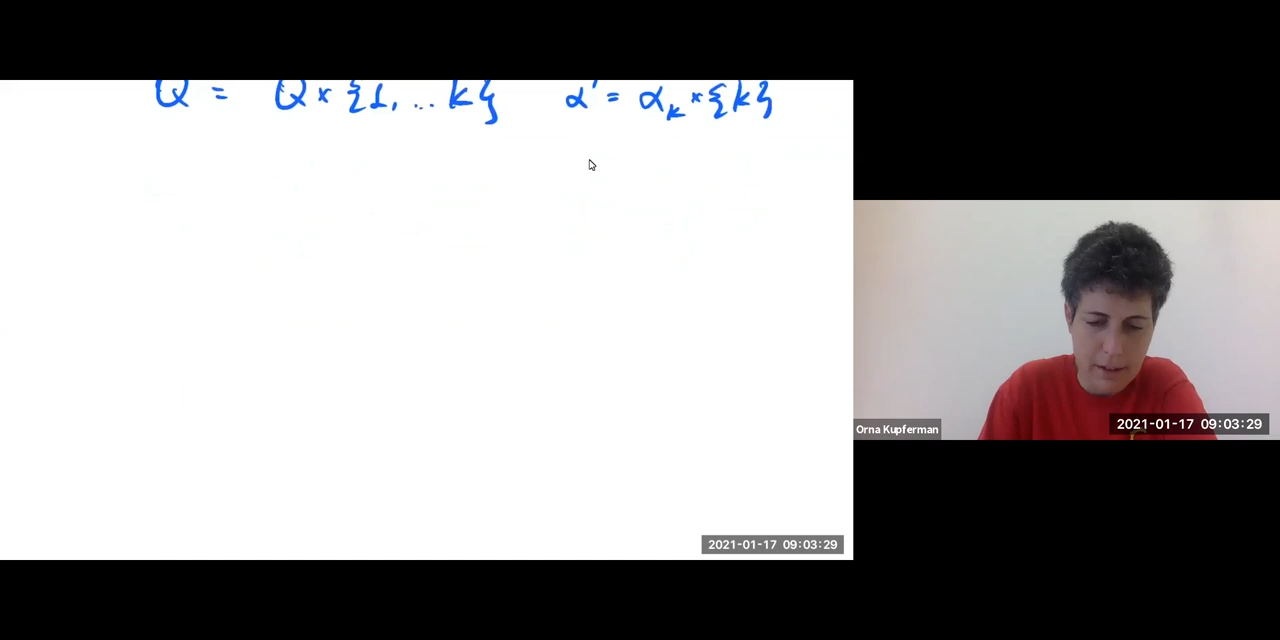 Q = Q × {1, ... k} α' = α_k × {k}
Orna Kupferman
2021-01-17 09:03:29
2021-01-17 09:03:29